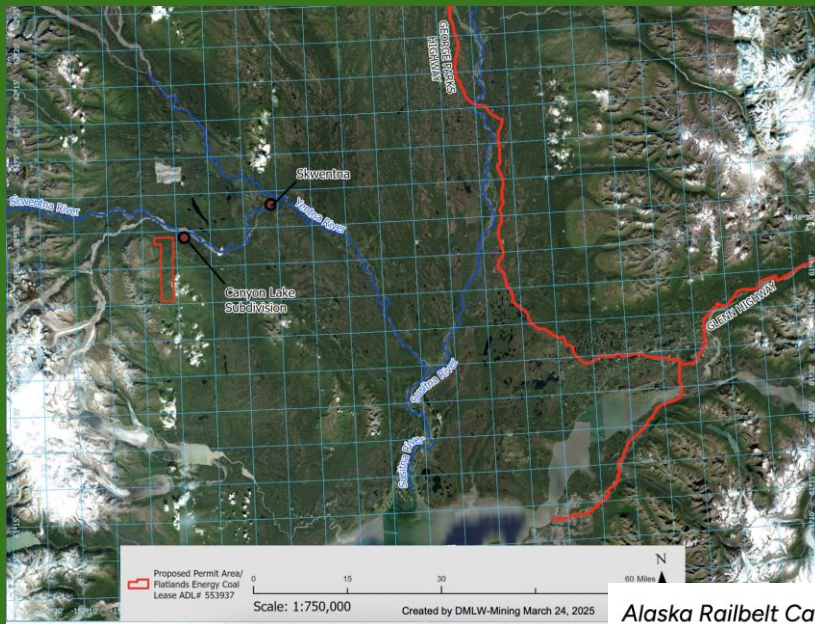 GEORGE PARKS
HIGHWAY
Skwentna
Skwentna River
Yentna River
Canyon Lake
Subdivision
GLENN HIGHWAY
Susitna River
Susitna River
Proposed Permit Area/
Flatlands Energy Coal
Lease ADL# 553937
0 15 30 60 Miles
N
Scale: 1:750,000
Created by DMLW-Mining March 24, 2025
Alaska Railbelt Ca